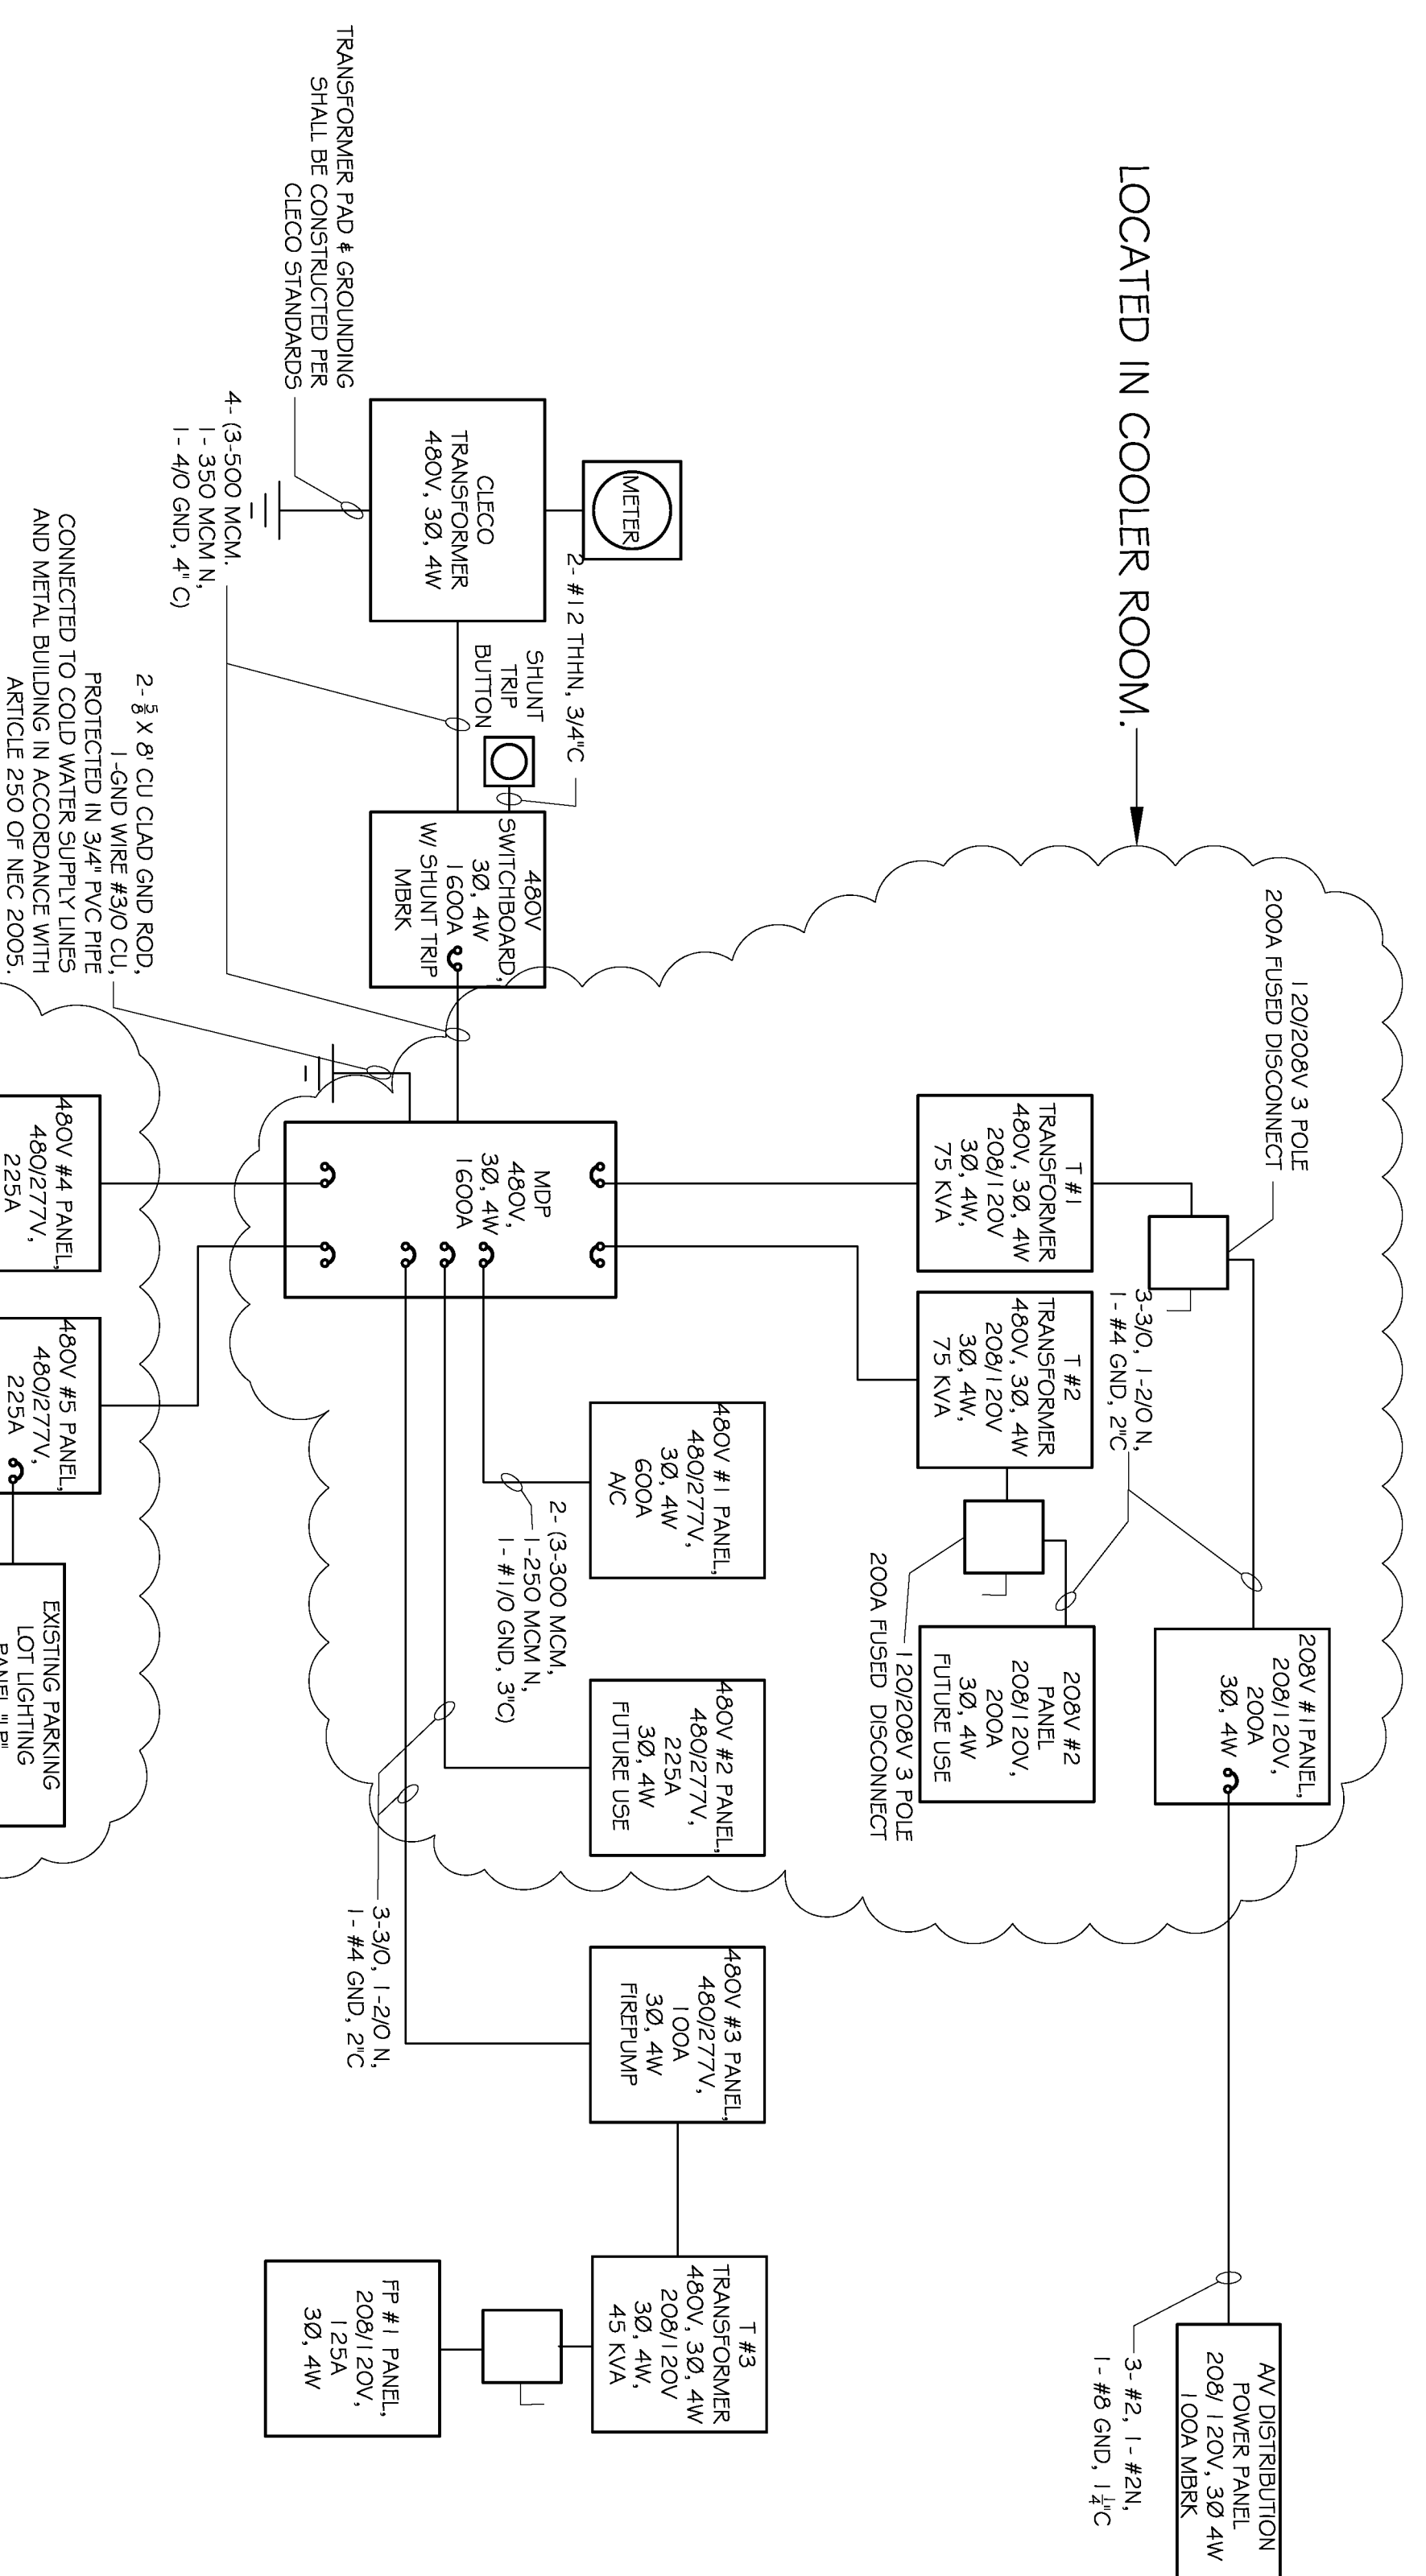 LOCATED IN COOLER ROOM.
120/208V 3 POLE
200A FUSED DISCONNECT
208V #1 PANEL,
208/120V,
200A
3Ø, 4W
A/V DISTRIBUTION
POWER PANEL
208/ 120V, 3Ø 4W
100A MBRK
3- #2, 1- #2N,
1- #8 GND, 1 1/4"C
3-3/0, 1-2/0 N,
1- #4 GND, 2"C
T #1
TRANSFORMER
480V, 3Ø, 4W
208/120V
3Ø, 4W,
75 KVA
T #2
TRANSFORMER
480V, 3Ø, 4W
208/120V
3Ø, 4W,
75 KVA
208V #2
PANEL
208/120V,
200A
3Ø, 4W
FUTURE USE
120/208V 3 POLE
200A FUSED DISCONNECT
METER
2- #12 THHN, 3/4"C
SHUNT
TRIP
BUTTON
CLECO
TRANSFORMER
480V, 3Ø, 4W
480V
SWITCHBOARD,
3Ø, 4W
1600A
W/ SHUNT TRIP
MBRK
MDP
480V,
3Ø, 4W
1600A
480V #1 PANEL,
480/277V,
3Ø, 4W
600A
A/C
480V #2 PANEL,
480/277V,
225A
3Ø, 4W
FUTURE USE
480V #3 PANEL,
480/277V,
100A
3Ø, 4W
FIREPUMP
T #3
TRANSFORMER
480V, 3Ø, 4W
208/120V
3Ø, 4W,
45 KVA
2- (3-300 MCM,
1-250 MCM N,
1- #1/0 GND, 3"C)
FP #1 PANEL,
208/120V,
125A
3Ø, 4W
3-3/0, 1-2/0 N,
1- #4 GND, 2"C
TRANSFORMER PAD & GROUNDING
SHALL BE CONSTRUCTED PER
CLECO STANDARDS
4- (3-500 MCM.
1- 350 MCM N,
1- 4/0 GND, 4" C)
2- 5/8 X 8' CU CLAD GND ROD,
1-GND WIRE #3/0 CU,
PROTECTED IN 3/4" PVC PIPE
CONNECTED TO COLD WATER SUPPLY LINES
AND METAL BUILDING IN ACCORDANCE WITH
ARTICLE 250 OF NEC 2005.
480V #4 PANEL,
480/277V,
225A
480V #5 PANEL,
480/277V,
225A
EXISTING PARKING
LOT LIGHTING
PANEL "LP"